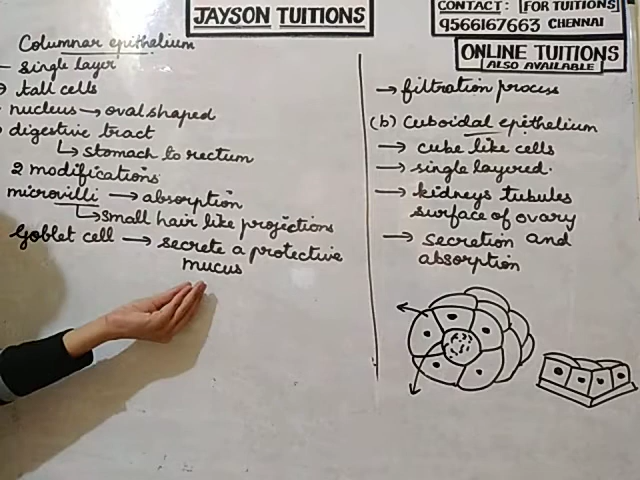 JAYSON TUITIONS
CONTACT: FOR TUITIONS
9566167663 CHENNAI
ONLINE TUITIONS
ALSO AVAILABLE
Columnar epithelium
single layer
tall cells
nucleus → oval shaped
digestive tract
↳ stomach to rectum
2 modifications
microvilli → absorption
↳ small hair like projections
Goblet cell → secrete a protective
mucus
→ filtration process
(b) Cuboidal epithelium
→ cube like cells
→ single layered.
→ kidneys tubules
surface of ovary
→ secretion and
absorption